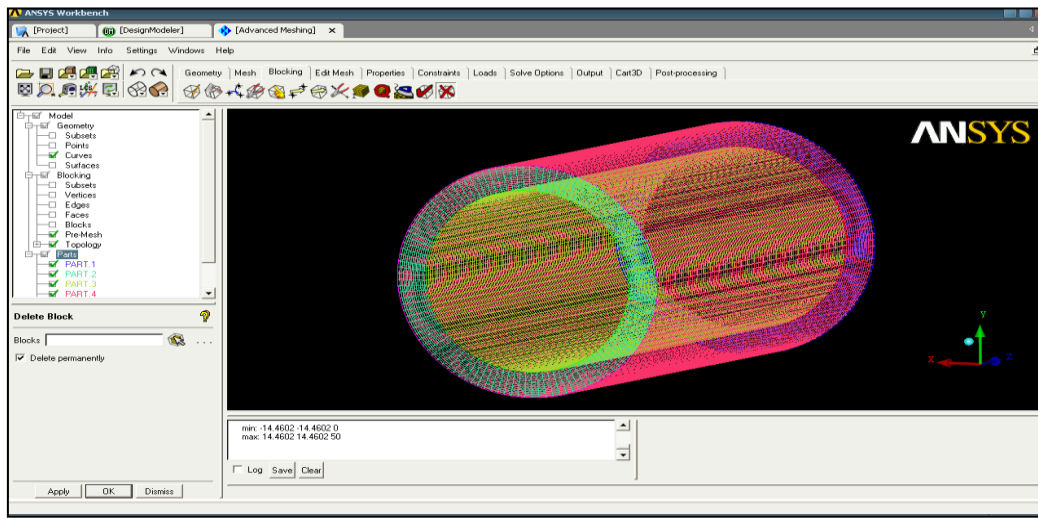 ANSYS Workbench
[Project] [DesignModeler] [Advanced Meshing]
File Edit View Info Settings Windows Help
Geometry Mesh Blocking Edit Mesh Properties Constraints Loads Solve Options Output Cart3D Post-processing
Model
Geometry
Subsets
Points
Curves
Surfaces
Blocking
Subsets
Vertices
Edges
Faces
Blocks
Pre-Mesh
Topology
Parts
PART.1
PART.2
PART.3
PART.4
ANSYS
Delete Block
Blocks ...
Delete permanently
Y
X
Z
min: -14.4602 -14.4602 0
max: 14.4602 14.4602 50
Log Save Clear
Apply OK Dismiss